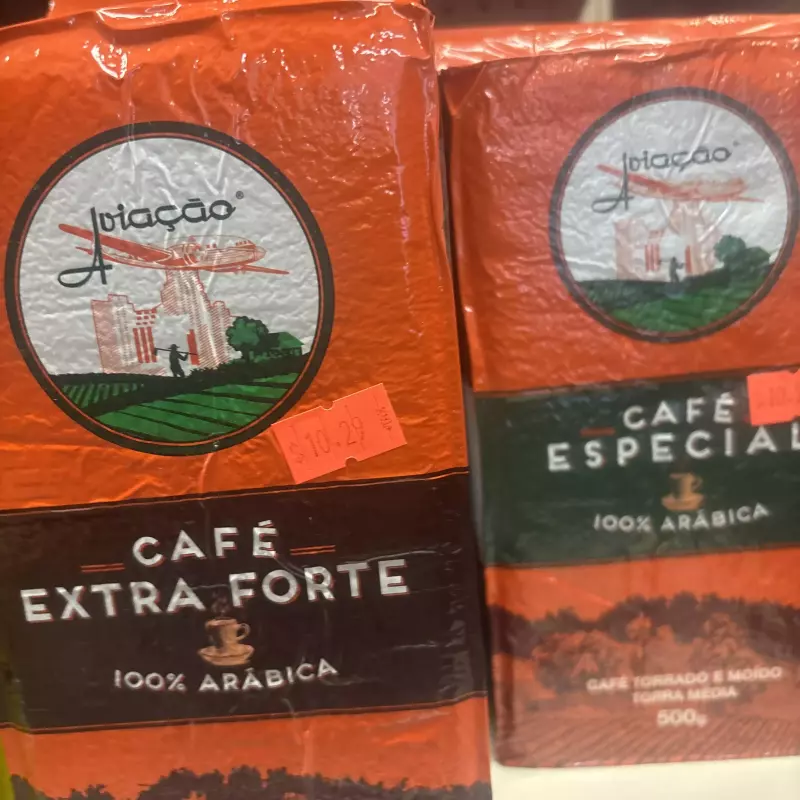 Aviação®
$10.29
CAFÉ
EXTRA FORTE
100% ARÁBICA
Aviação®
CAFÉ
ESPECIAL
100% ARÁBICA
CAFÉ TORRADO E MOÍDO
TORRA MÉDIA
500g